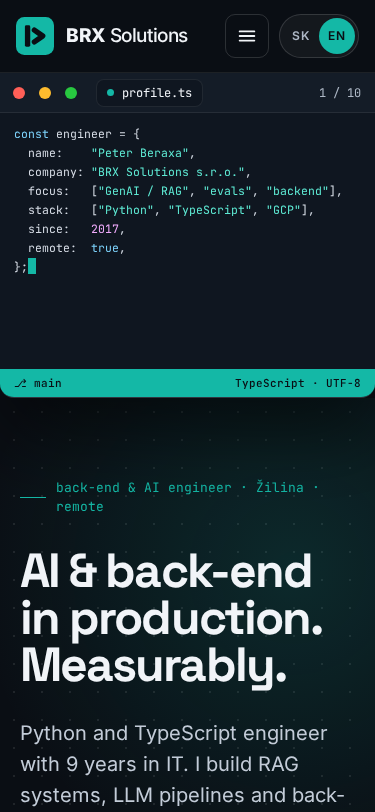 BRX Solutions
SK EN
profile.ts
1 / 10
const engineer = {
name: "Peter Beraxa",
company: "BRX Solutions s.r.o.",
focus: ["GenAI / RAG", "evals", "backend"],
stack: ["Python", "TypeScript", "GCP"],
since: 2017,
remote: true,
};
⎇ main
TypeScript · UTF-8
back-end & AI engineer · Žilina ·
remote
AI & back-end
in production.
Measurably.
Python and TypeScript engineer
with 9 years in IT. I build RAG
systems, LLM pipelines and back-